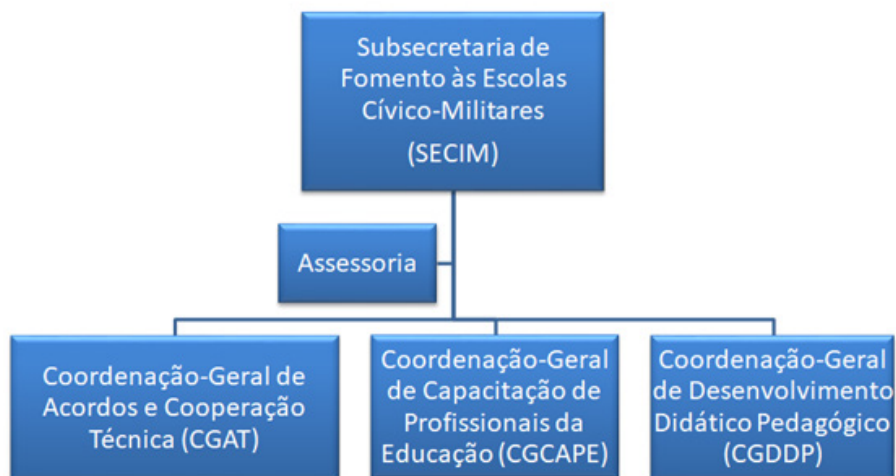 Subsecretaria de
Fomento às Escolas
Cívico-Militares
(SECIM)
Assessoria
Coordenação-Geral de
Acordos e Cooperação
Técnica (CGAT)
Coordenação-Geral
de Capacitação de
Profissionais da
Educação (CGCAPE)
Coordenação-Geral
de Desenvolvimento
Didático Pedagógico
(CGDDP)